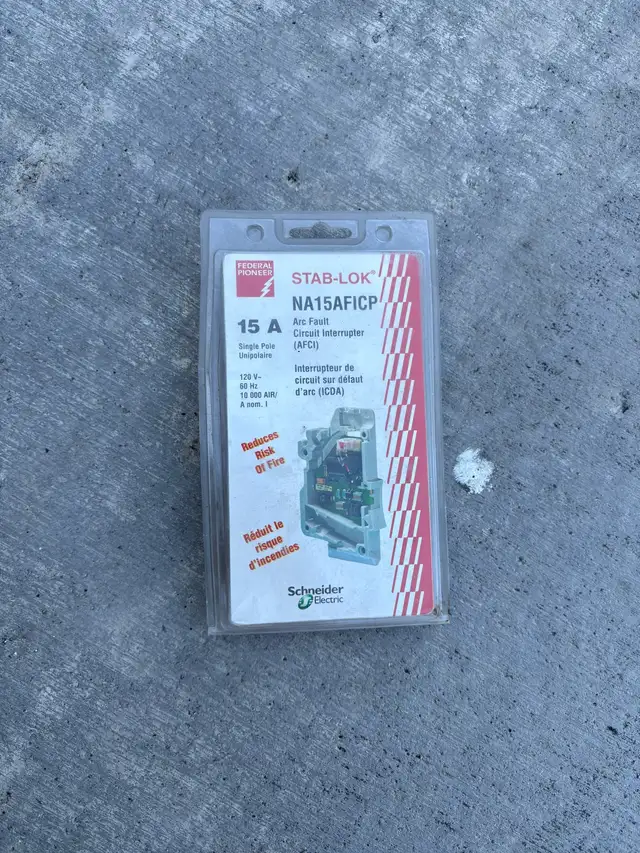 FEDERAL
PIONEER
STAB-LOK®
NA15AFICP
15 A
Single Pole
Unipolaire
Arc Fault
Circuit Interrupter
(AFCI)
120 V~
60 Hz
10 000 AIR/
A nom. I
Interrupteur de
circuit sur défaut
d'arc (ICDA)
Reduces
Risk
Of Fire
Réduit le
risque
d'incendies
Schneider
Electric